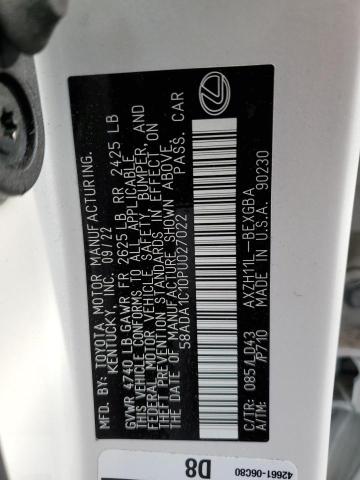 MFD. BY: TOYOTA MOTOR MANUFACTURING.
KENTUCKY, INC. 09/22
GVWR 4740 LB GAWR FR 2625 LB RR 2425 LB
THIS VEHICLE CONFORMS TO ALL APPLICABLE
FEDERAL MOTOR VEHICLE SAFETY, BUMPER, AND
THEFT PREVENTION STANDARDS IN EFFECT ON
THE DATE OF MANUFACTURE SHOWN ABOVE.
58ADA1C10PU027022 PASS. CAR
C/TR: 085/LD43 AXZH11L-BEXGBA
A/TM: /P710 MADE IN U.S.A. 90230
D8
42661-06C80